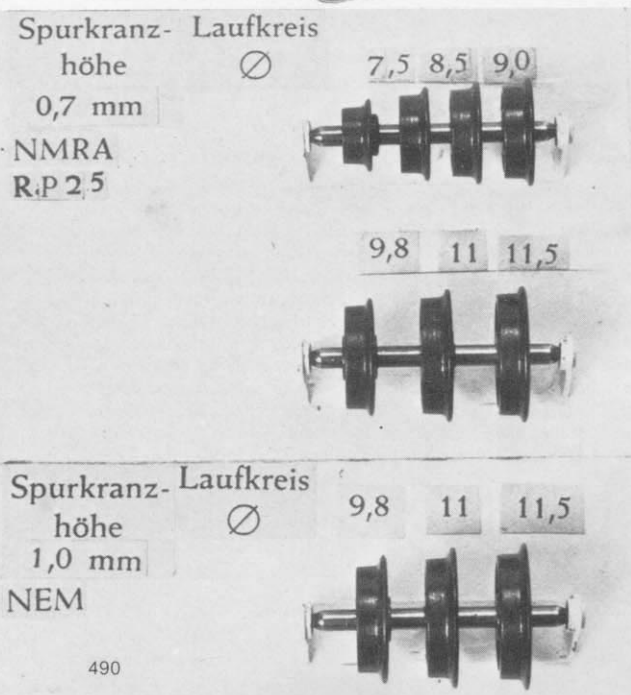 Spurkranz- Laufkreis
höhe ∅ 7,5 8,5 9,0
0,7 mm
NMRA
R.P 2 5
9,8 11 11,5
Spurkranz- Laufkreis
höhe ∅ 9,8 11 11,5
1,0 mm
NEM
490